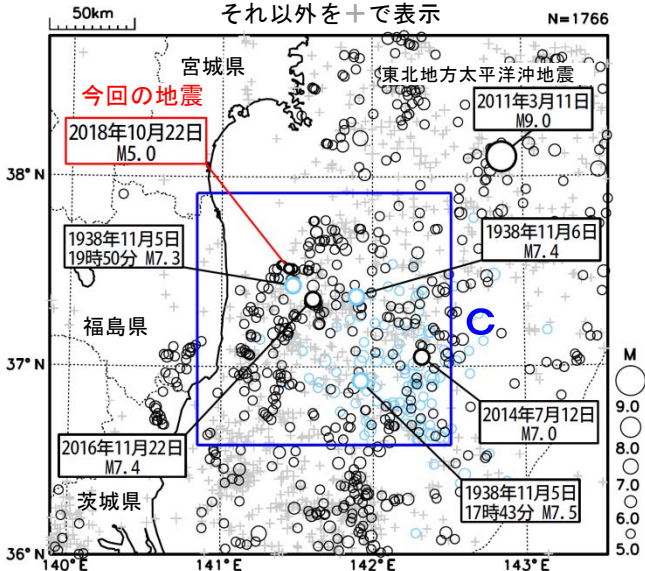 50km
それ以外を＋で表示
N=1766
宮城県
東北地方太平洋沖地震
今回の地震
2011年3月11日
M9.0
2018年10月22日
M5.0
38°N
1938年11月5日
19時50分 M7.3
1938年11月6日
M7.4
C
福島県
37°N
M
9.0
8.0
7.0
6.0
5.0
2014年7月12日
M7.0
2016年11月22日
M7.4
1938年11月5日
17時43分 M7.5
茨城県
36°N
140°E
141°E
142°E
143°E